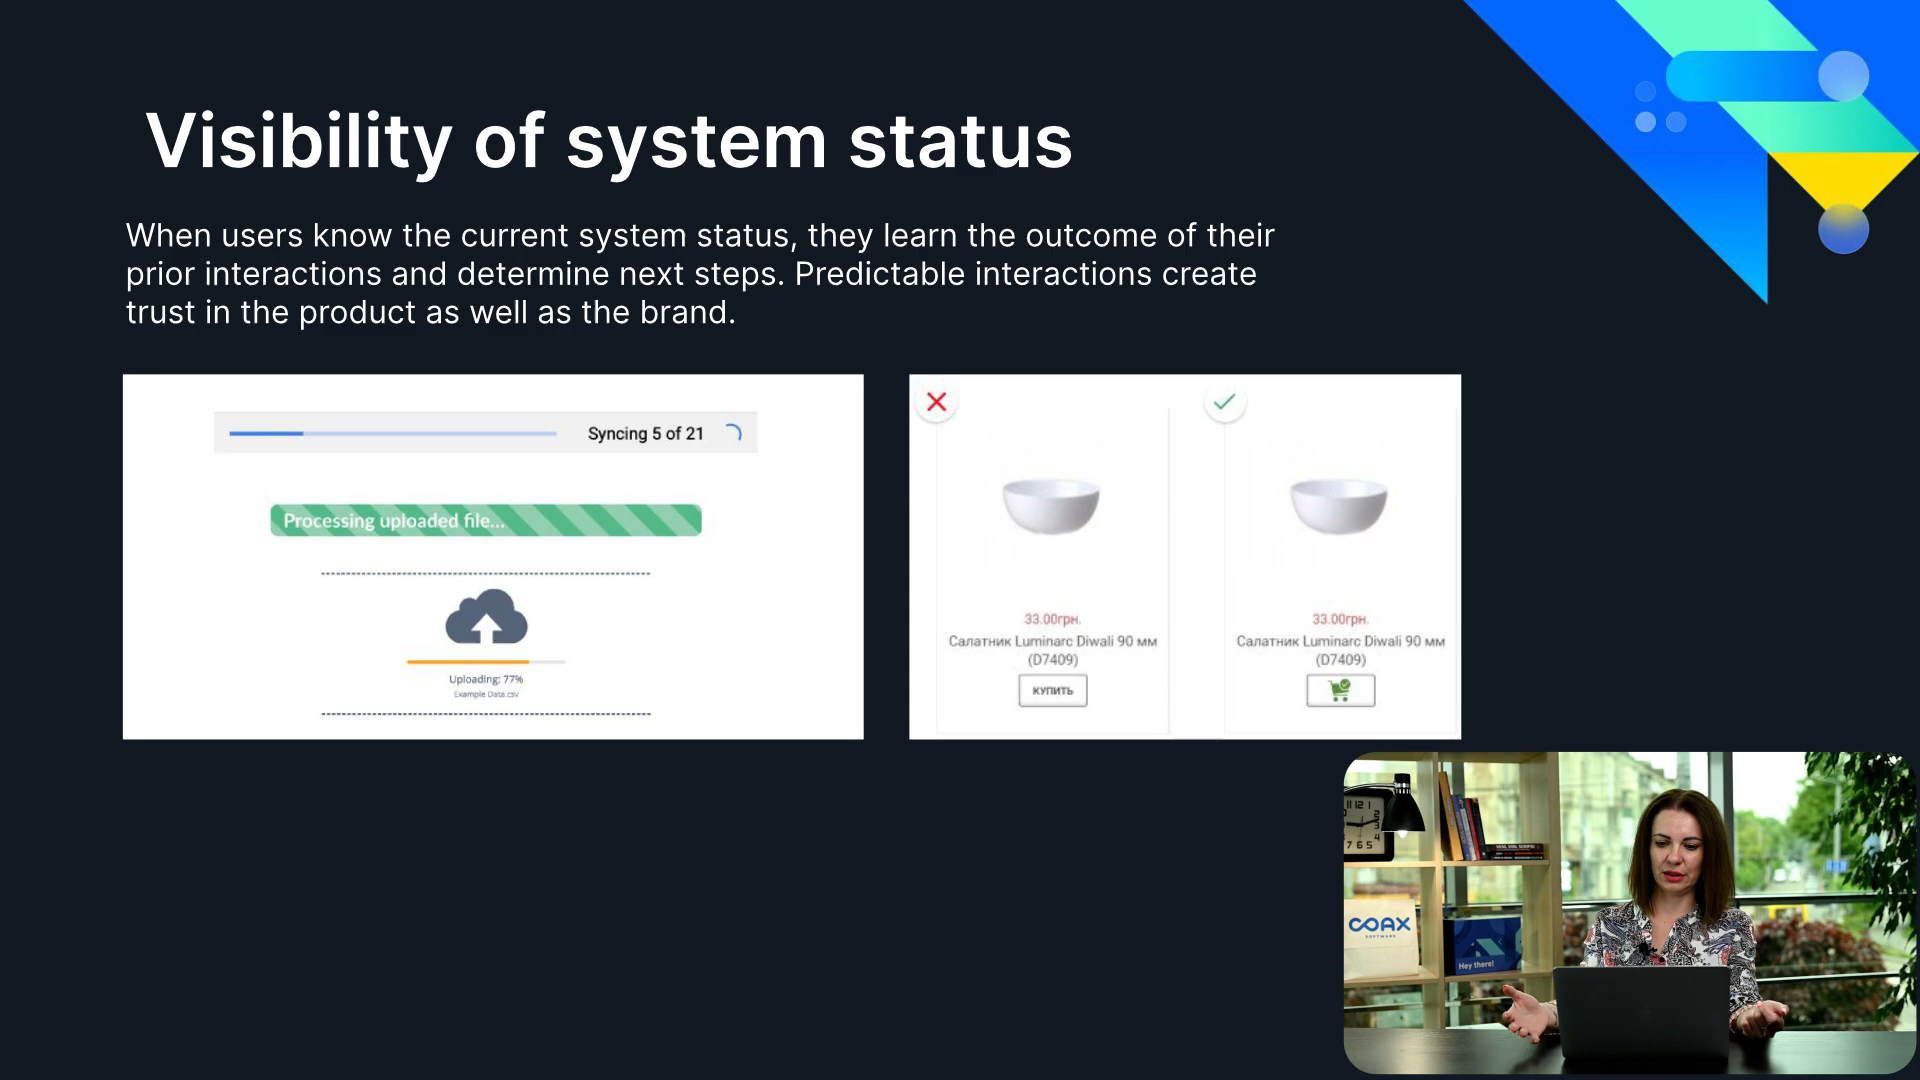 Visibility of system status
When users know the current system status, they learn the outcome of their
prior interactions and determine next steps. Predictable interactions create
trust in the product as well as the brand.
Syncing 5 of 21
Processing uploaded file...
Uploading: 77%
Example Data.csv
33.00грн.
Салатник Luminarc Diwali 90 мм
(D7409)
КУПИТЬ
33.00грн.
Салатник Luminarc Diwali 90 мм
(D7409)
COAX
SOFTWARE
Hey there!